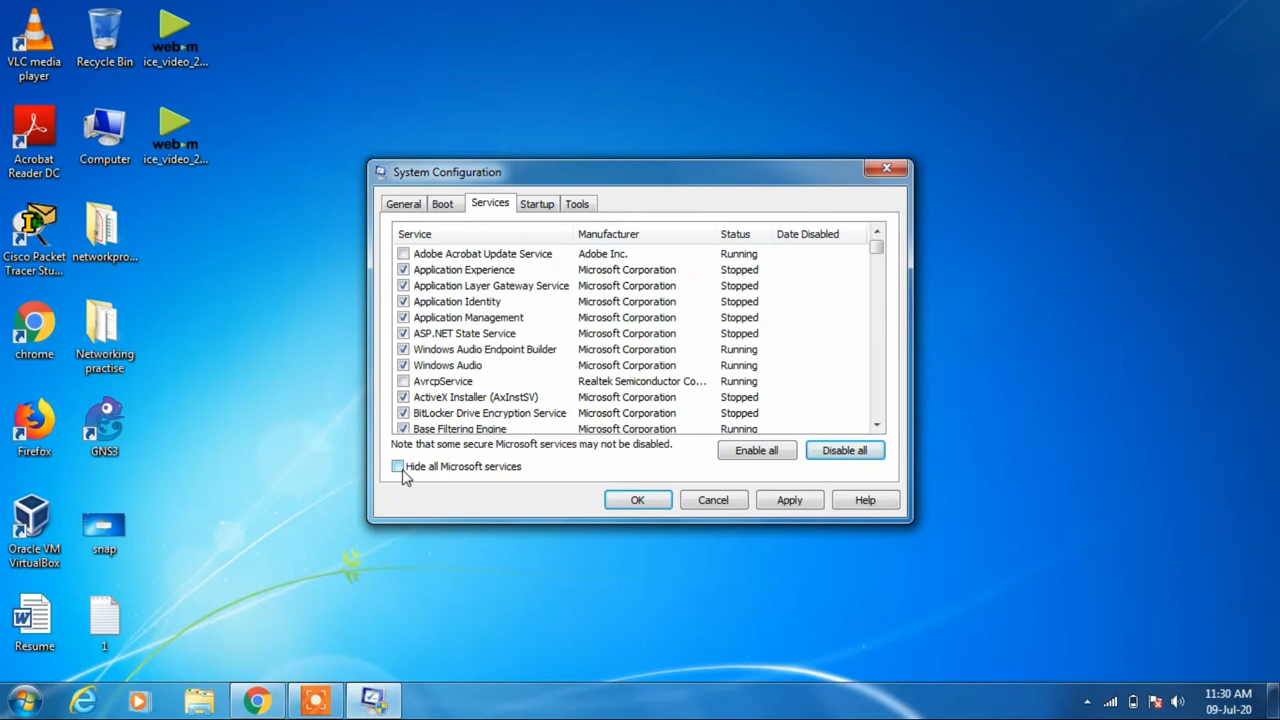 VLC media
player
Recycle Bin
web m
ice_video_2...
Acrobat
Reader DC
Computer
web m
ice_video_2...
Cisco Packet
Tracer Stu...
networkpro...
chrome
Networking
practise
Firefox
GNS3
Oracle VM
VirtualBox
snap
Resume
1
System Configuration
General Boot Services Startup Tools
Service Manufacturer Status Date Disabled
Adobe Acrobat Update Service Adobe Inc. Running
Application Experience Microsoft Corporation Stopped
Application Layer Gateway Service Microsoft Corporation Stopped
Application Identity Microsoft Corporation Stopped
Application Management Microsoft Corporation Stopped
ASP.NET State Service Microsoft Corporation Stopped
Windows Audio Endpoint Builder Microsoft Corporation Running
Windows Audio Microsoft Corporation Running
AvrcpService Realtek Semiconductor Co... Running
ActiveX Installer (AxInstSV) Microsoft Corporation Stopped
BitLocker Drive Encryption Service Microsoft Corporation Stopped
Base Filtering Engine Microsoft Corporation Running
Note that some secure Microsoft services may not be disabled.
Enable all Disable all
Hide all Microsoft services
OK Cancel Apply Help
11:30 AM
09-Jul-20